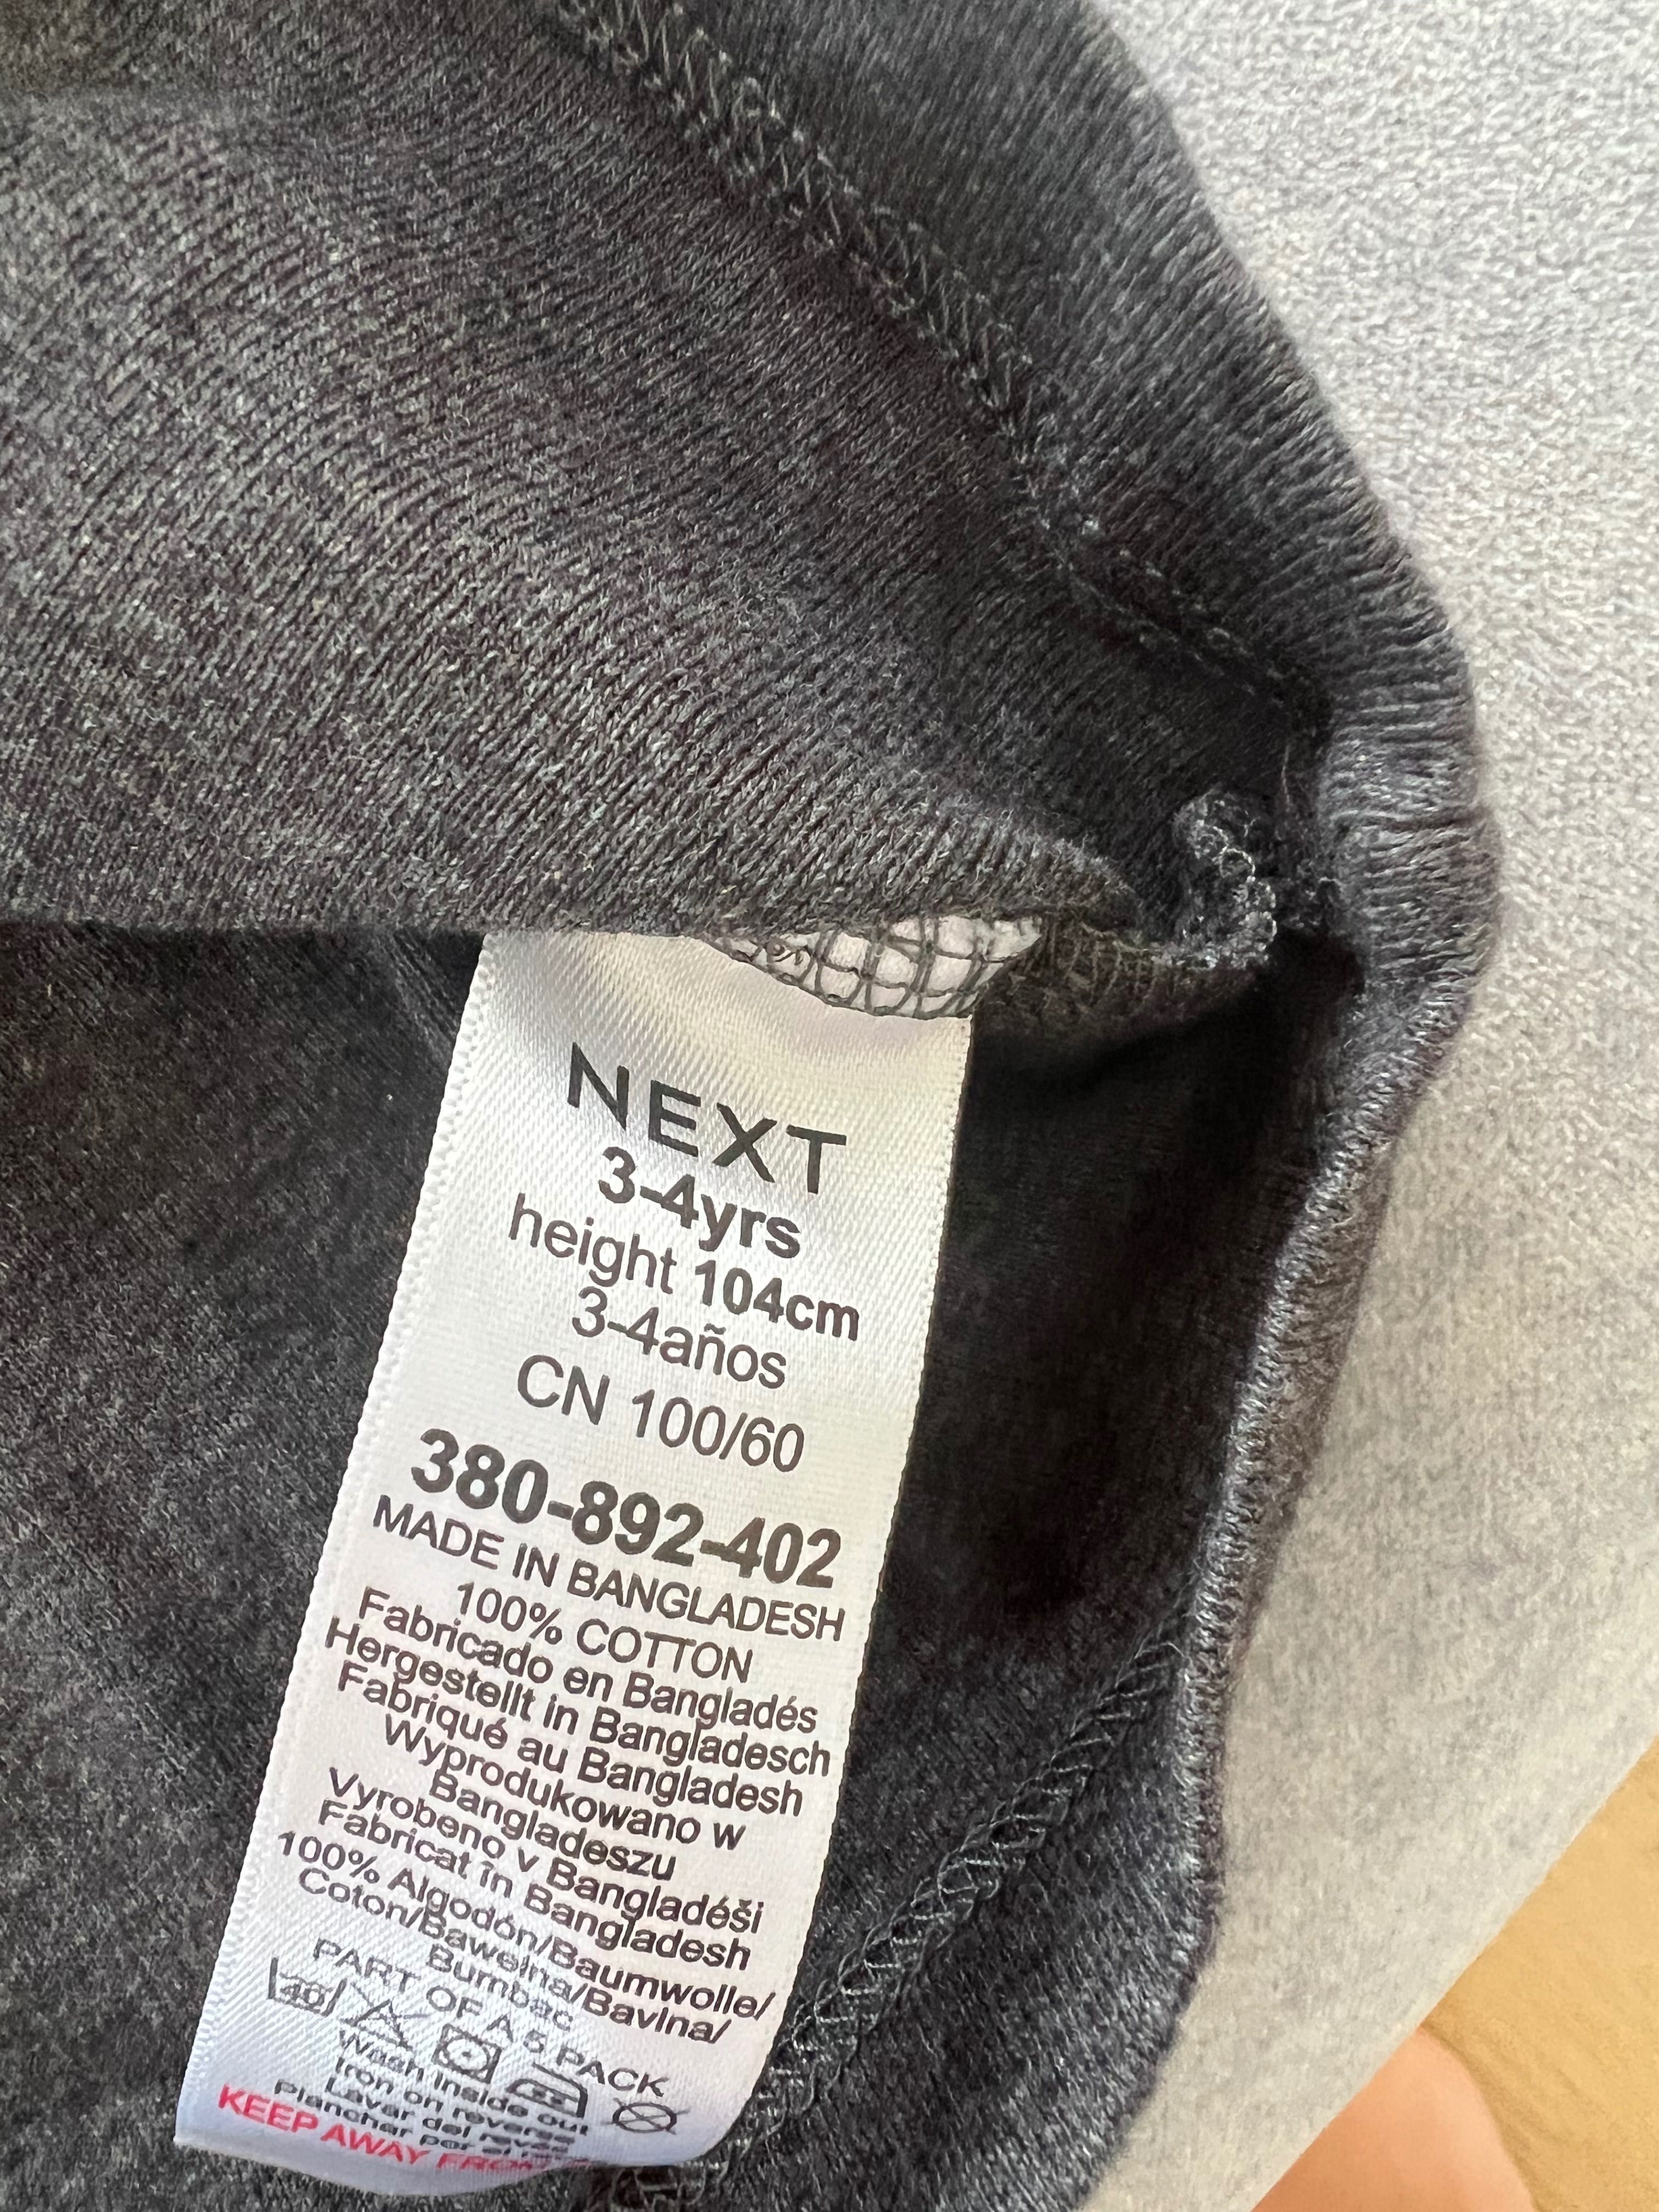 NEXT
3-4yrs
height 104cm
3-4años
CN 100/60
380-892-402
MADE IN BANGLADESH
100% COTTON
Fabricado en Bangladés
Hergestellt in Bangladesch
Fabriqué au Bangladesh
Wyprodukowano w
Bangladeszu
Vyrobeno v Bangladéši
Fabricat în Bangladesh
100% Algodón/Baumwolle/
Coton/Bawełna/Bavlna/
Bumbac
PART OF A 5 PACK
40
Wash inside out
Iron on reverse
Lavar del revés
Planchar por el
KEEP AWAY FROM